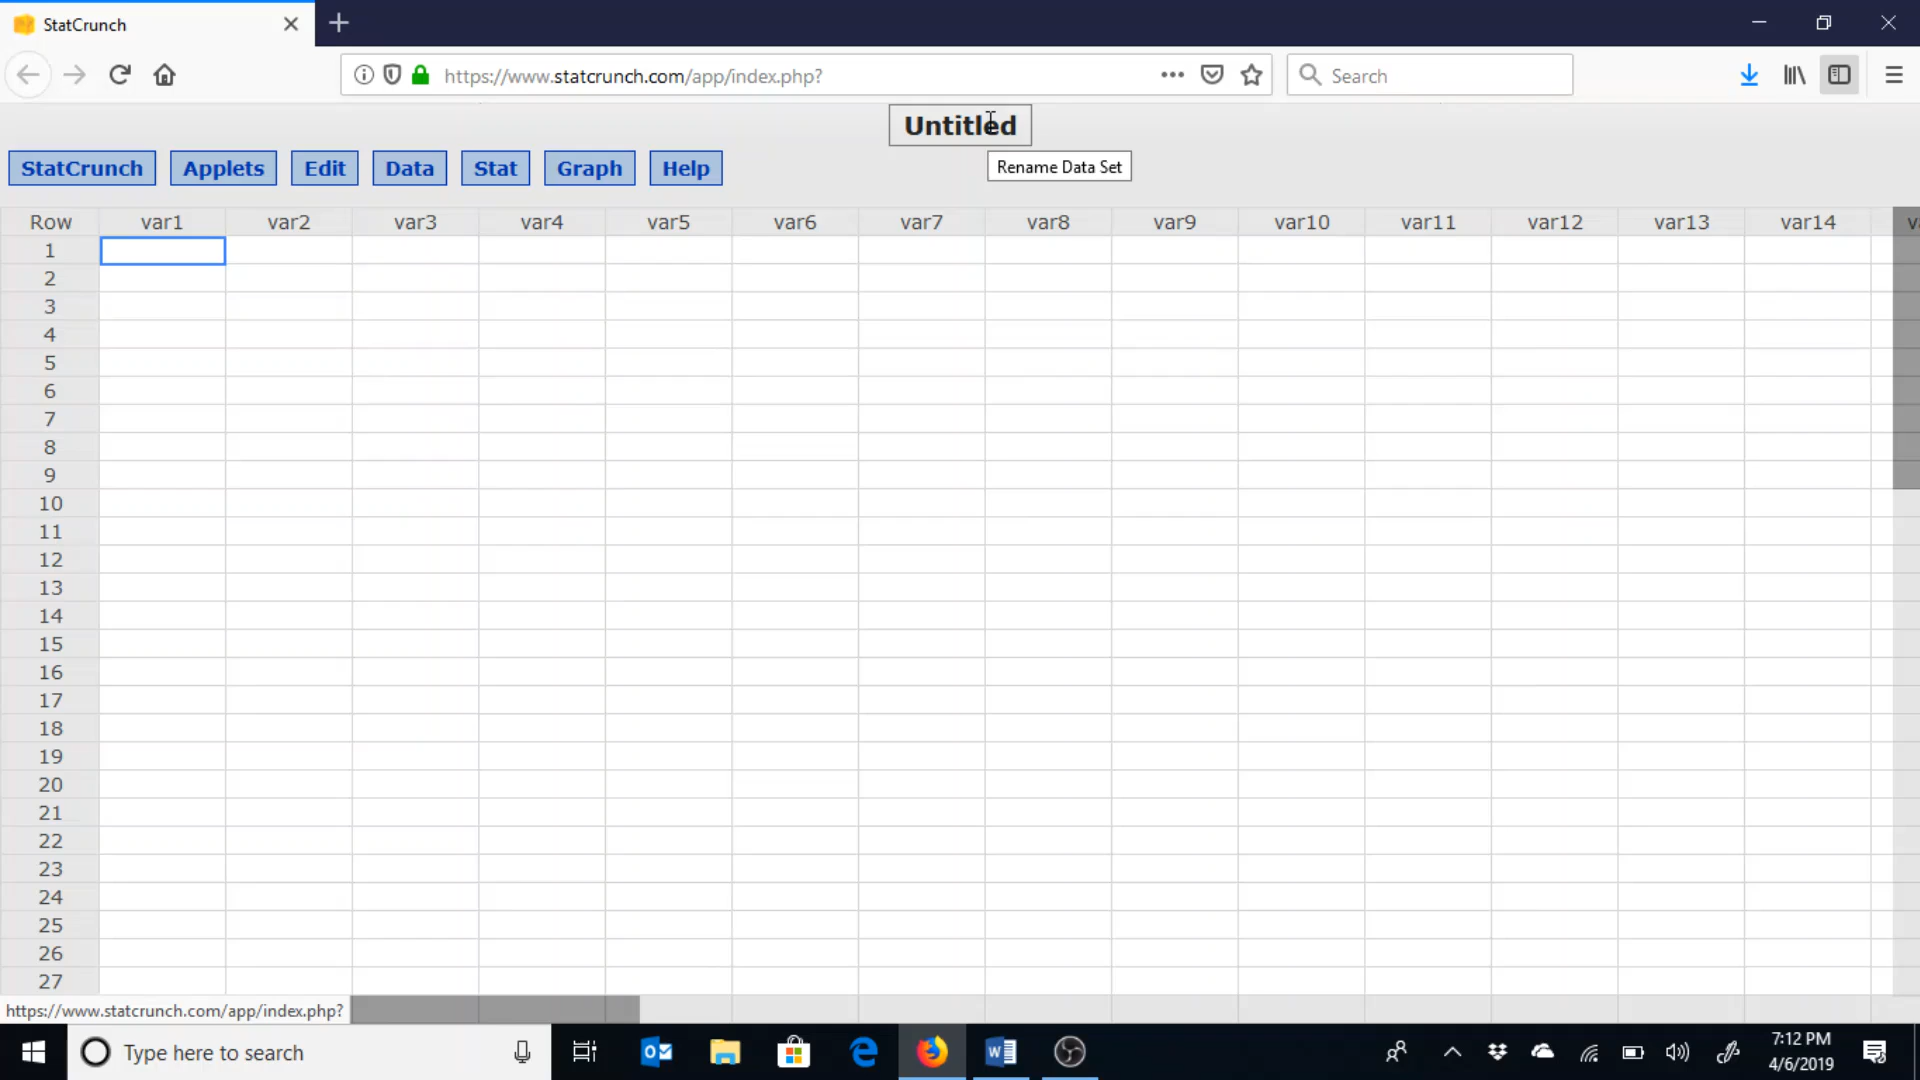 StatCrunch
https://www.statcrunch.com/app/index.php?
Search
Untitled
StatCrunch Applets Edit Data Stat Graph Help
Rename Data Set
Row var1 var2 var3 var4 var5 var6 var7 var8 var9 var10 var11 var12 var13 var14
1
2
3
4
5
6
7
8
9
10
11
12
13
14
15
16
17
18
19
20
21
22
23
24
25
26
27
https://www.statcrunch.com/app/index.php?
Type here to search
7:12 PM
4/6/2019